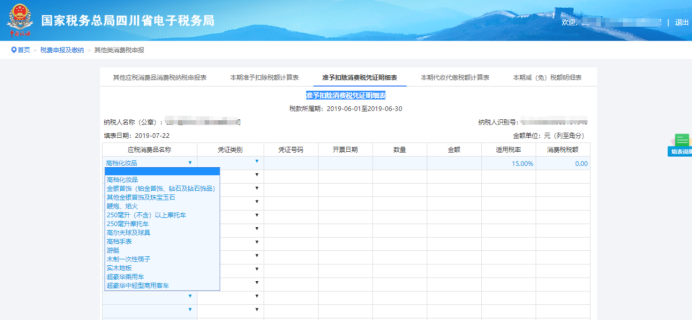 国家税务总局四川省电子税务局
欢迎,
退出
首页 > 税费申报及缴纳 > 其他类消费税申报
其他应税消费品消费税纳税申报表 本期准予扣除税额计算表 准予扣除消费税凭证明细表 本期代收代缴税额计算表 本期减（免）税额明细表
准予扣除消费税凭证明细表
税款所属期：2019-06-01至2019-06-30
纳税人名称（公章）：
纳税人识别号：
填表日期：2019-07-22 金额单位：元（列至角分）
应税消费品名称 凭证类别 凭证号码 开票日期 数量 金额 适用税率 消费税税额
高档化妆品 15.00% 0.00
高档化妆品
金银首饰（铂金首饰、钻石及钻石饰品）
其他金银首饰及珠宝玉石
鞭炮、焰火
250毫升（不含）以上摩托车
250毫升摩托车
高尔夫球及球具
高档手表
游艇
木制一次性筷子
实木地板
超豪华乘用车
超豪华中轻型商用客车
填表说明